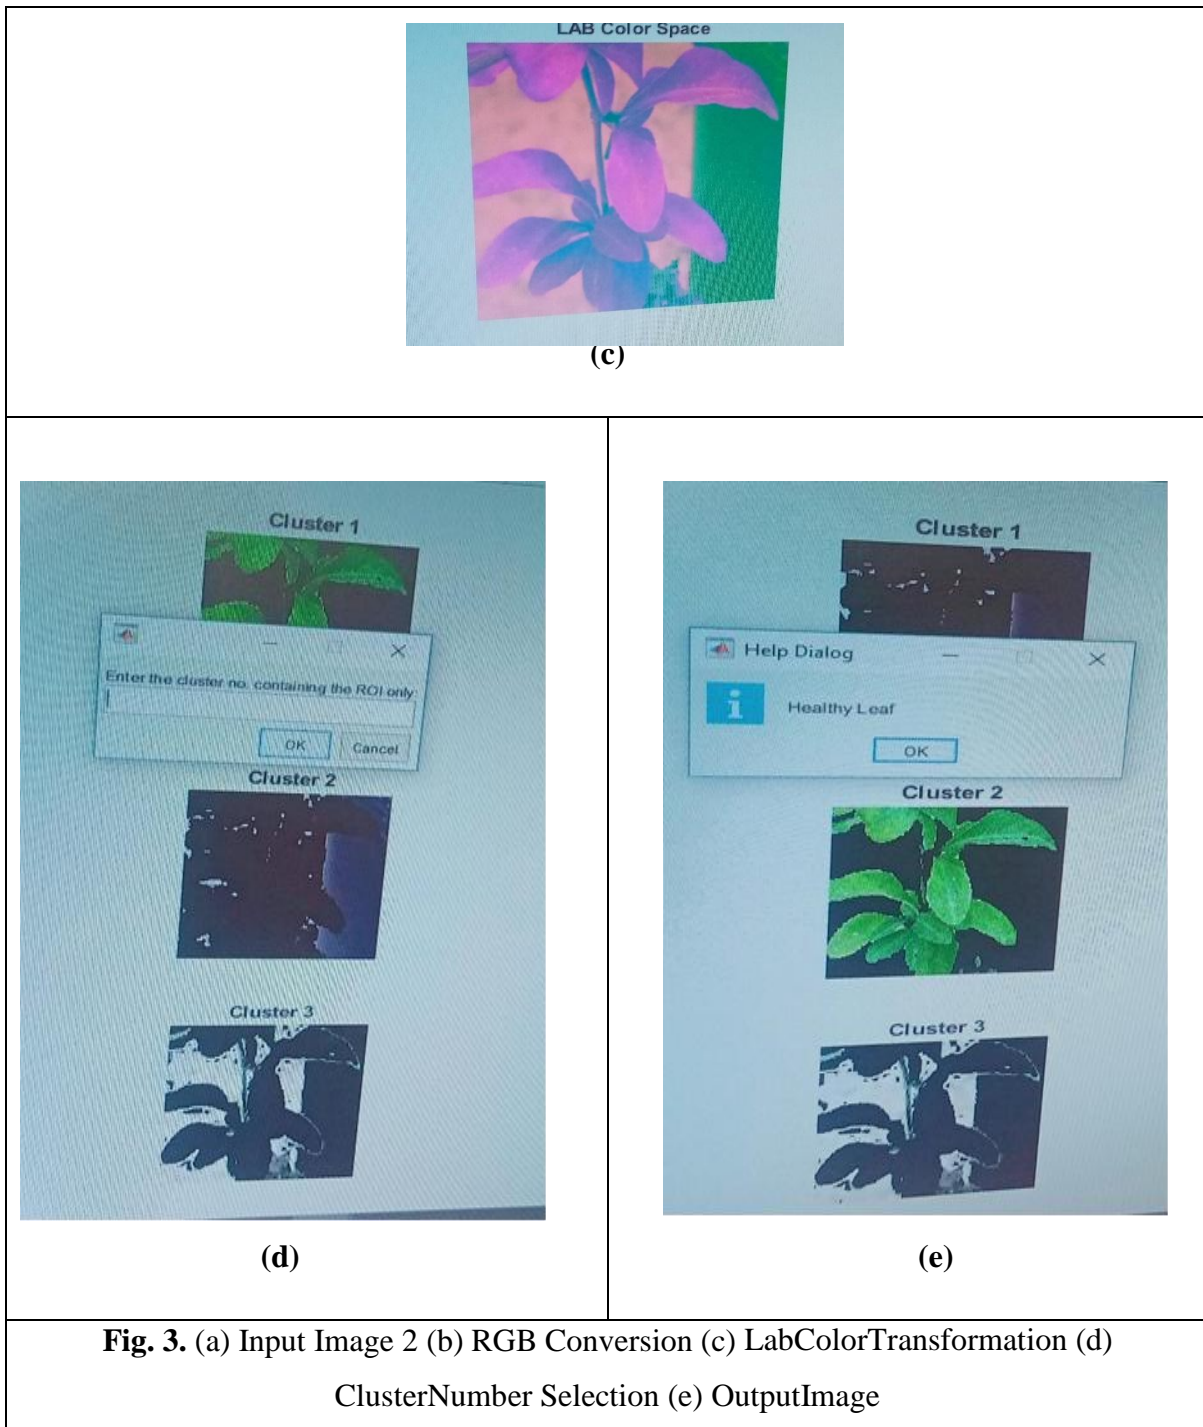 LAB Color Space
(c)
Cluster 1
Enter the cluster no. containing the ROI only:
OK
Cancel
Cluster 2
Cluster 3
(d)
Cluster 1
Help Dialog
Healthy Leaf
OK
Cluster 2
Cluster 3
(e)
Fig. 3. (a) Input Image 2 (b) RGB Conversion (c) LabColorTransformation (d)
ClusterNumber Selection (e) OutputImage